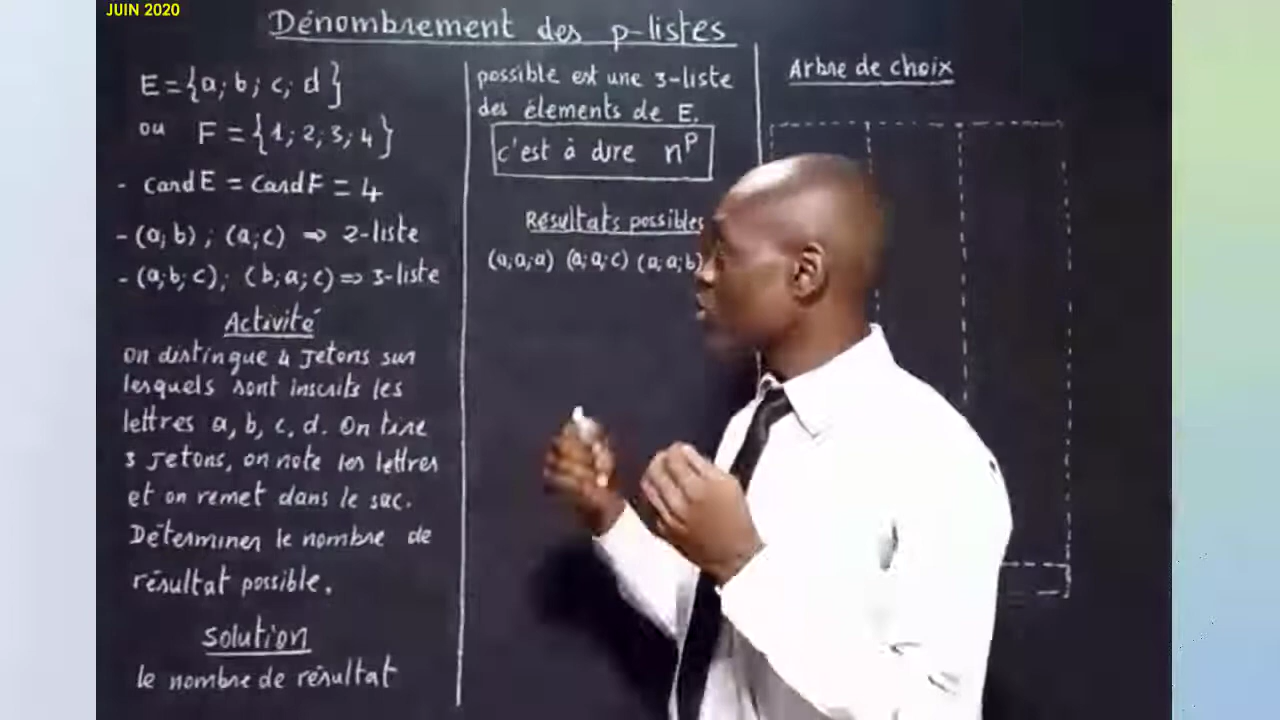 JUIN 2020
Dénombrement des p-listes
E = {a; b; c; d}
ou F = {1; 2; 3; 4}
- cardE = cardF = 4
- (a; b) ; (a; c) ⇒ 2-liste
- (a; b; c) ; (b, a; c) ⇒ 3-liste
Activité
On distingue 4 Jetons sur
lesquels sont inscrits les
lettres a, b, c, d. On tire
3 Jetons, on note les lettres
et on remet dans le sac.
Déterminer le nombre de
résultat possible.
Solution
le nombre de résultat
possible est une 3-liste
des élements de E.
c'est à dire n^p
Résultats possibles
(a; a; a) (a; a; c) (a; a; b)
Arbre de choix